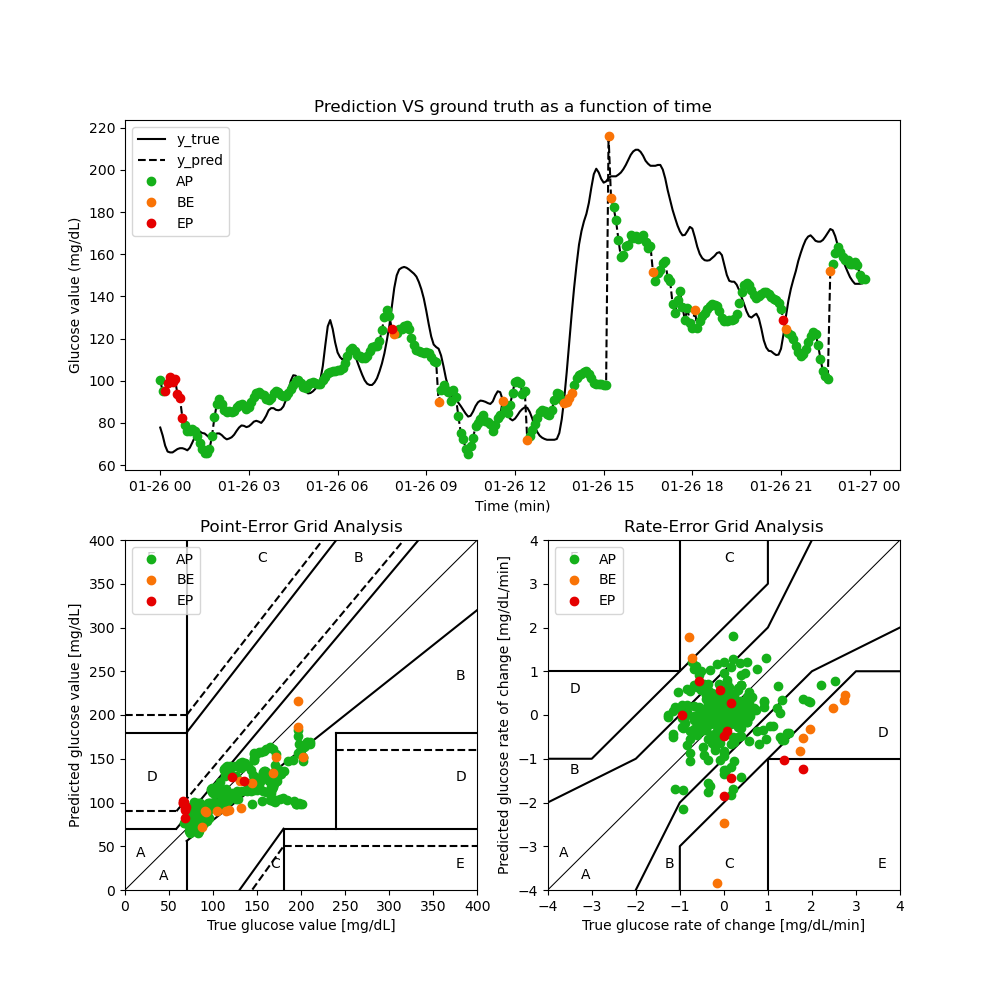 Prediction VS ground truth as a function of time
Glucose value (mg/dL)
220
200
180
160
140
120
100
80
60
y_true
y_pred
AP
BE
EP
01-26 00
01-26 03
01-26 06
01-26 09
01-26 12
01-26 15
01-26 18
01-26 21
01-27 00
Time (min)
Point-Error Grid Analysis
Predicted glucose value [mg/dL]
400
350
300
250
200
150
100
50
0
AP
BE
EP
C
B
B
D
D
A
A
C
E
0
50
100
150
200
250
300
350
400
True glucose value [mg/dL]
Rate-Error Grid Analysis
Predicted glucose rate of change [mg/dL/min]
4
3
2
1
0
−1
−2
−3
−4
AP
BE
EP
C
D
D
B
A
A
B
C
E
−4
−3
−2
−1
0
1
2
3
4
True glucose rate of change [mg/dL/min]